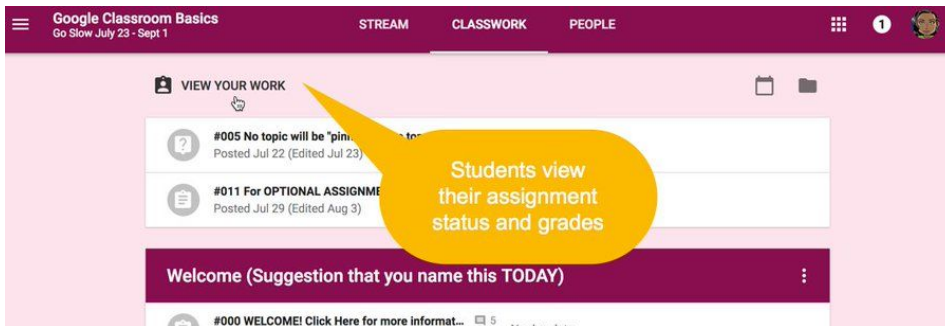 Google Classroom Basics
Go Slow July 23 - Sept 1
STREAM CLASSWORK PEOPLE
1
VIEW YOUR WORK
#005 No topic will be "pin
Posted Jul 22 (Edited Jul 23)
#011 For OPTIONAL ASSIGNME
Posted Jul 29 (Edited Aug 3)
Students view
their assignment
status and grades
Welcome (Suggestion that you name this TODAY)
#000 WELCOME! Click Here for more informat... 5